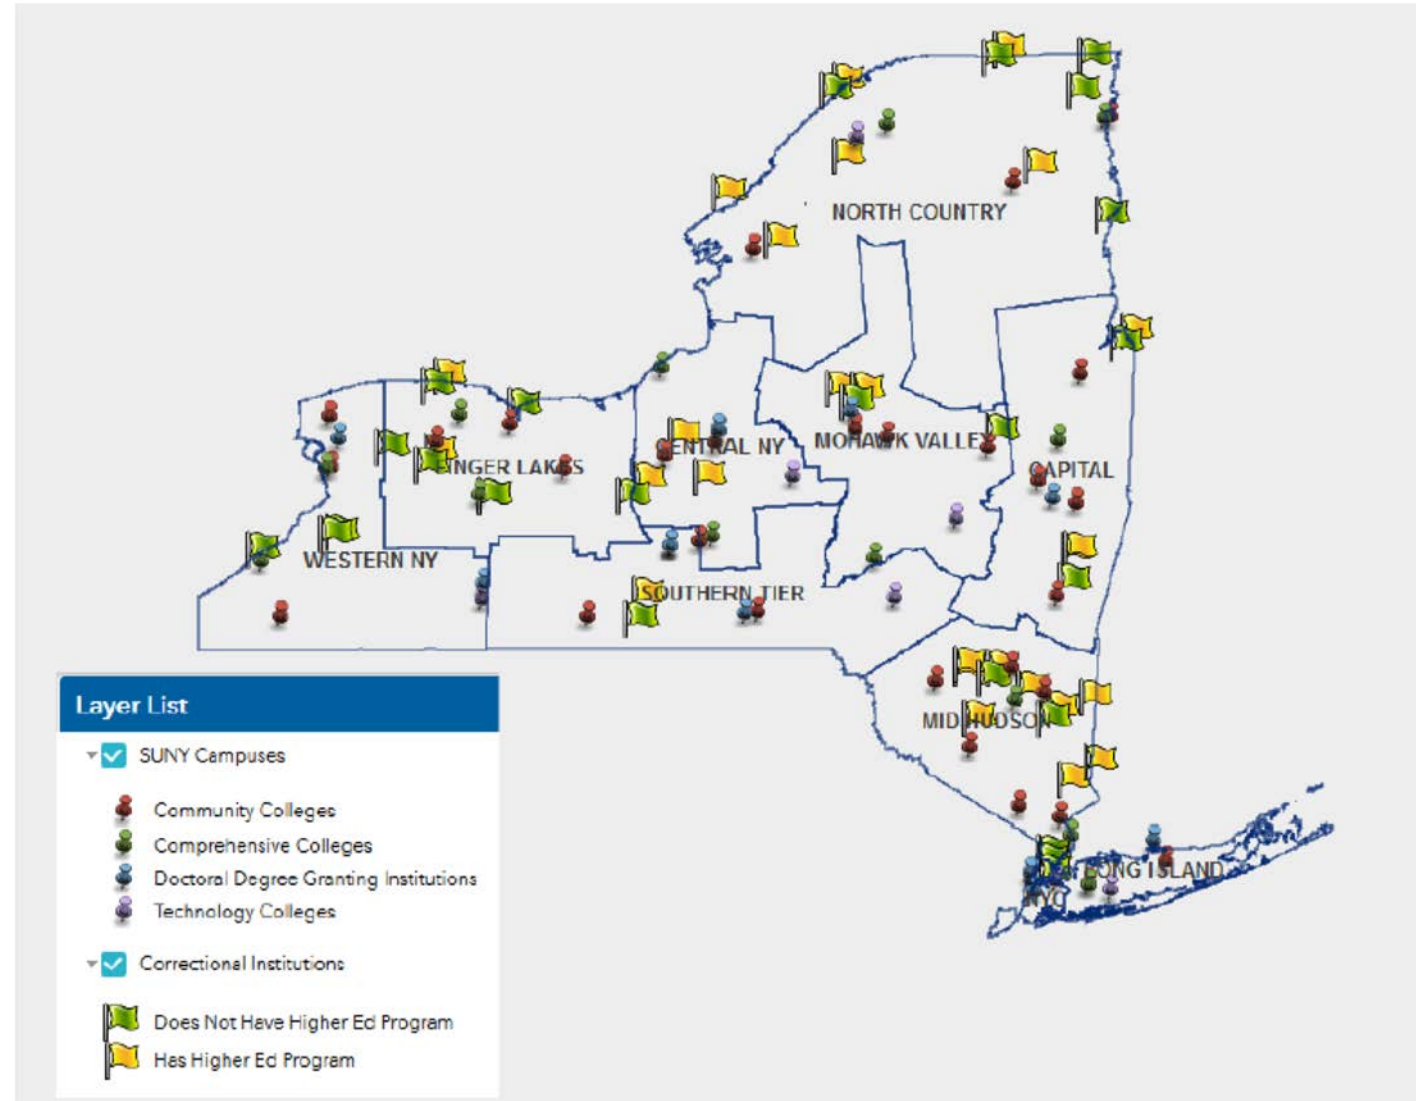 NORTH COUNTRY
CENTRAL NY
MOHAWK VALLEY
FINGER LAKES
CAPITAL
WESTERN NY
SOUTHERN TIER
MID HUDSON
LONG ISLAND
NYC
Layer List
SUNY Campuses
Community Colleges
Comprehensive Colleges
Doctoral Degree Granting Institutions
Technology Colleges
Correctional Institutions
Does Not Have Higher Ed Program
Has Higher Ed Program